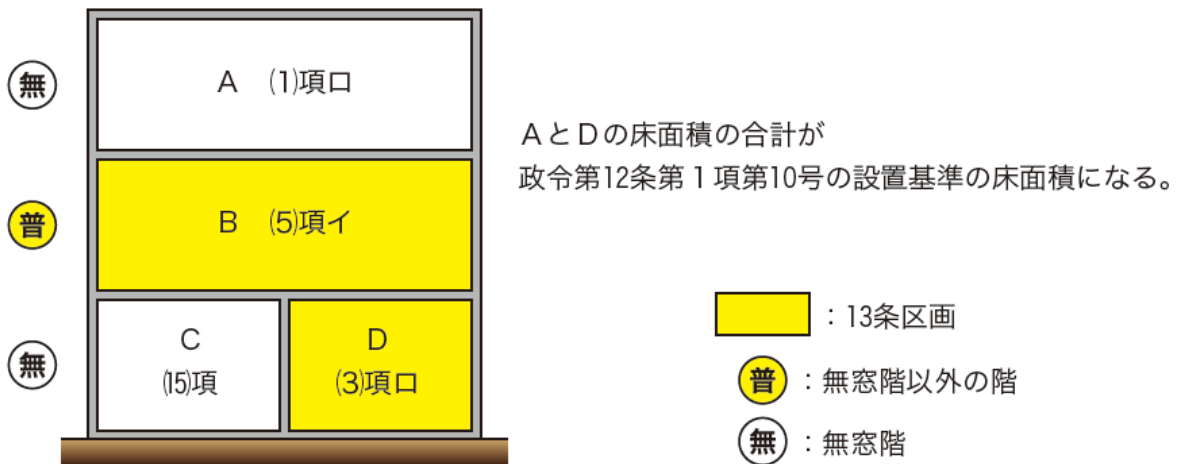 無
A (1)項ロ
AとDの床面積の合計が
政令第12条第1項第10号の設置基準の床面積になる。
普
B (5)項イ
無
C
(15)項
D
(3)項ロ
：13条区画
普：無窓階以外の階
無：無窓階